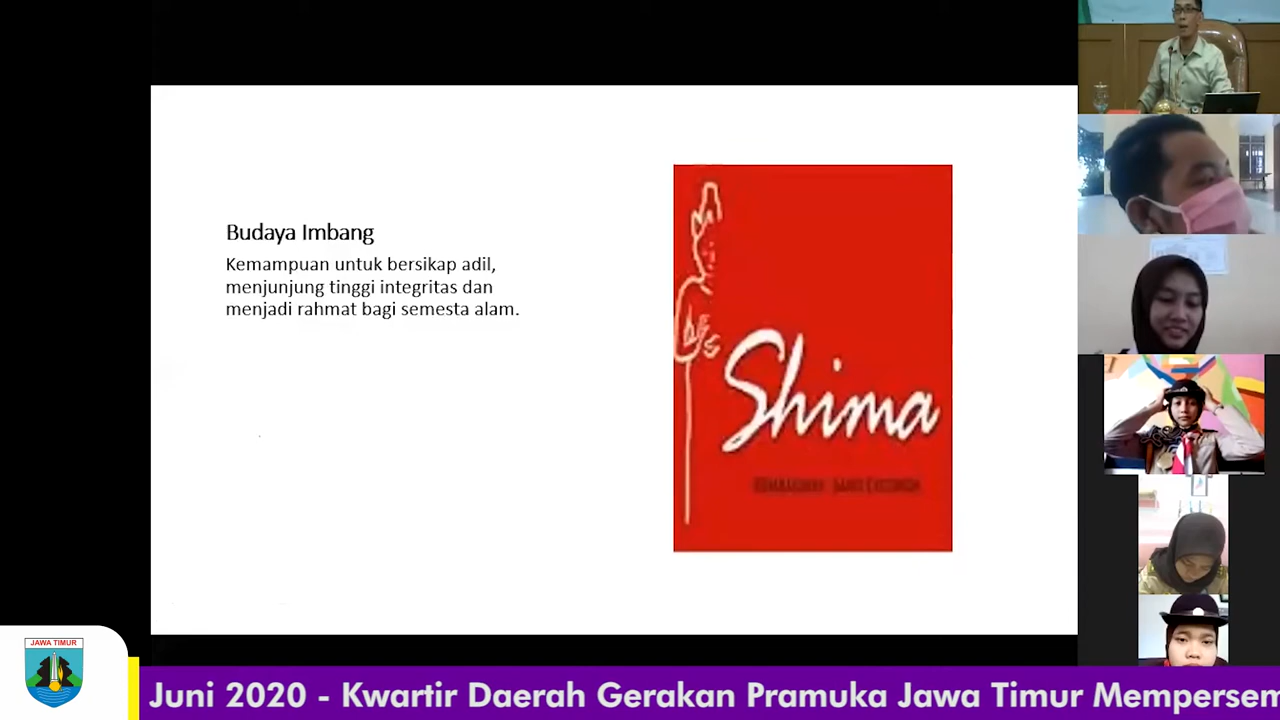 Budaya Imbang
Kemampuan untuk bersikap adil,
menjunjung tinggi integritas dan
menjadi rahmat bagi semesta alam.
Shima
JAWA TIMUR
Juni 2020 - Kwartir Daerah Gerakan Pramuka Jawa Timur Mempersem